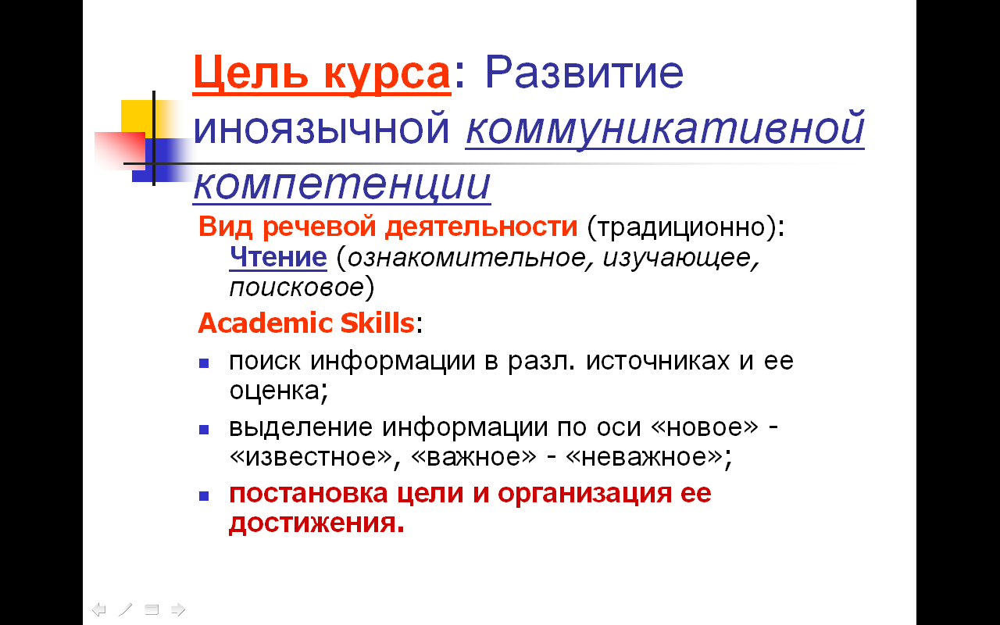 Цель курса: Развитие
иноязычной коммуникативной
компетенции
Вид речевой деятельности (традиционно):
Чтение (ознакомительное, изучающее,
поисковое)
Academic Skills:
поиск информации в разл. источниках и ее
оценка;
выделение информации по оси «новое» -
«известное», «важное» - «неважное»;
постановка цели и организация ее
достижения.